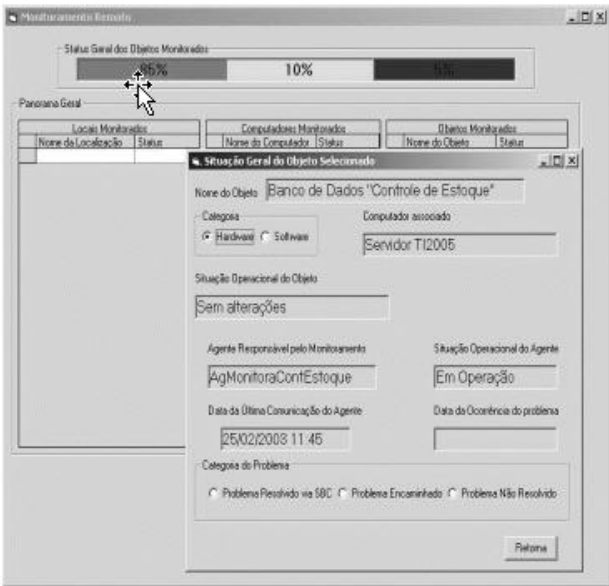 Monitoramento Remoto
Status Geral dos Objetos Monitorados
85% 10% 5%
Panorama Geral
Locais Monitorados Computadores Monitorados Objetos Monitorados
Nome da Localização Status Nome do Computador Status Nome do Objeto Status
Situação Geral do Objeto Selecionado
Nome do Objeto Banco de Dados "Controle de Estoque"
Categoria Computador associado
Hardware Software Servidor TI2005
Situação Operacional do Objeto
Sem alterações
Agente Responsável pelo Monitoramento Situação Operacional do Agente
AgMonitoraContEstoque Em Operação
Data da Última Comunicação do Agente Data da Ocorrência do problema
25/02/2003 11:45
Categoria do Problema
Problema Resolvido via SBC Problema Encaminhado Problema Não Resolvido
Retorna